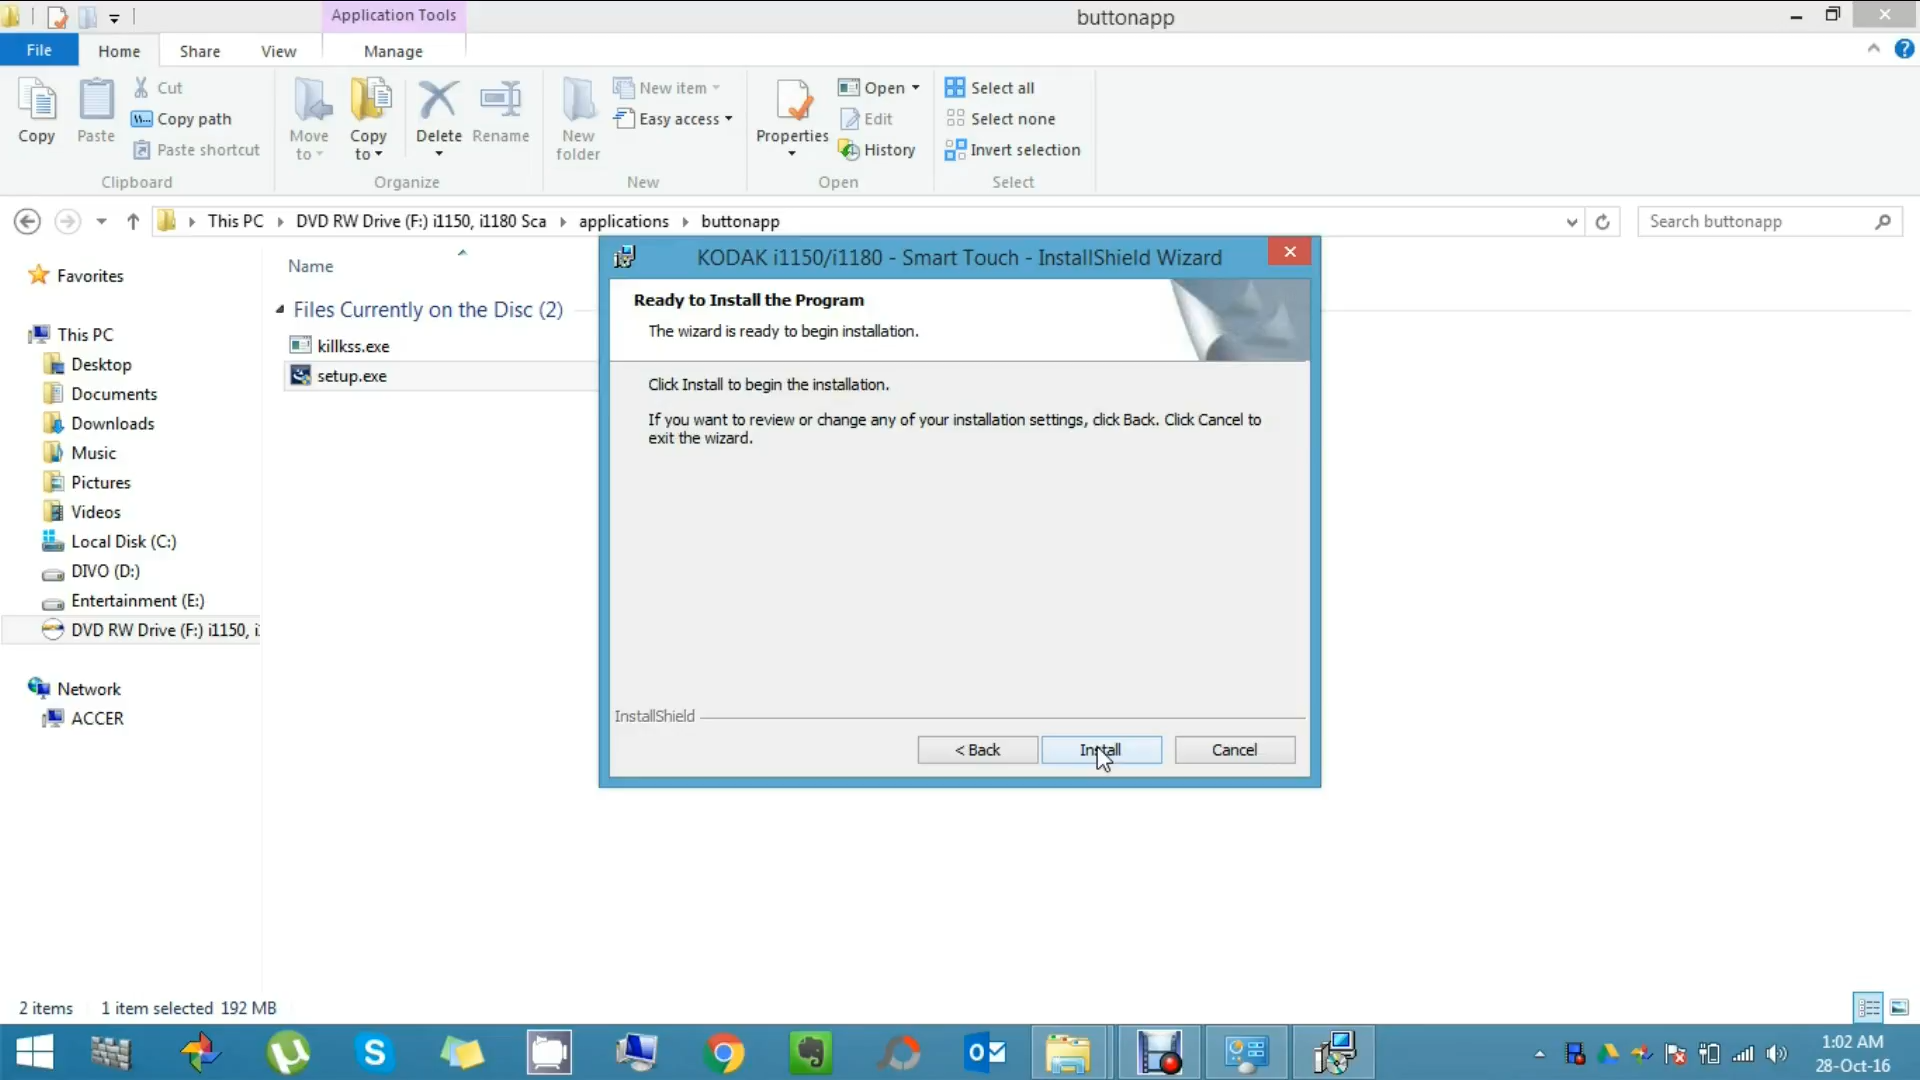 Application Tools
buttonapp
File
Home
Share
View
Manage
Copy
Paste
Cut
Copy path
Paste shortcut
Clipboard
Move to
Copy to
Delete
Rename
Organize
New folder
New item
Easy access
New
Properties
Open
Edit
History
Open
Select all
Select none
Invert selection
Select
This PC
DVD RW Drive (F:) i1150, i1180 Sca
applications
buttonapp
Search buttonapp
Favorites
This PC
Desktop
Documents
Downloads
Music
Pictures
Videos
Local Disk (C:)
DIVO (D:)
Entertainment (E:)
DVD RW Drive (F:) i1150, i
Network
ACCER
Name
Files Currently on the Disc (2)
killkss.exe
setup.exe
KODAK i1150/i1180 - Smart Touch - InstallShield Wizard
Ready to Install the Program
The wizard is ready to begin installation.
Click Install to begin the installation.
If you want to review or change any of your installation settings, click Back. Click Cancel to
exit the wizard.
InstallShield
< Back
Install
Cancel
2 items
1 item selected 192 MB
1:02 AM
28-Oct-16